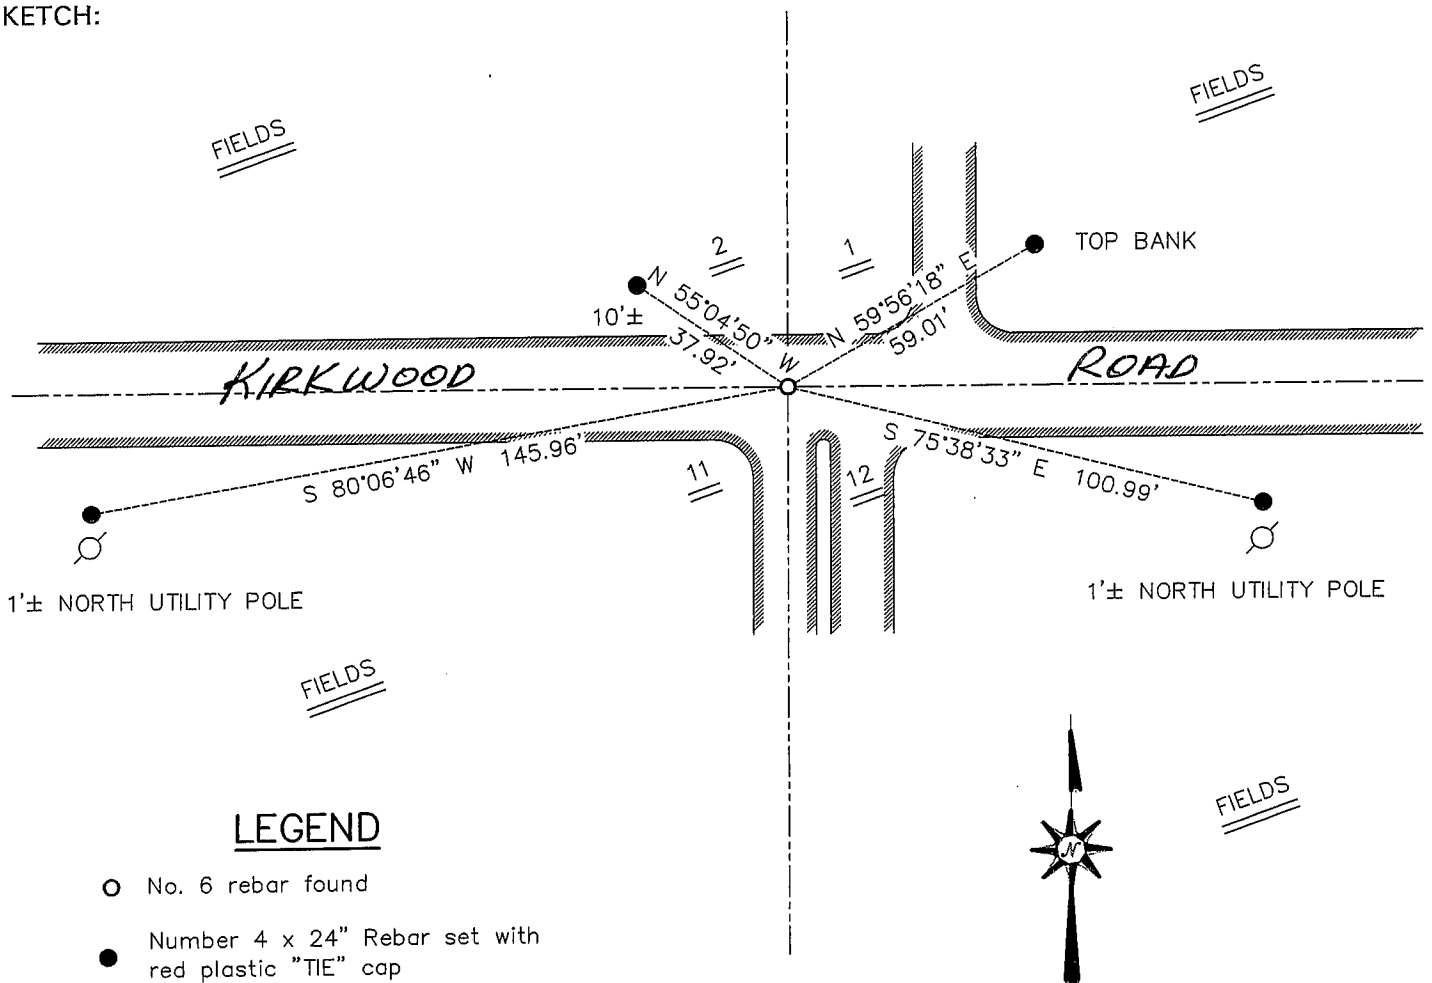 KETCH:
FIELDS
FIELDS
2
1
TOP BANK
N 55°04'50" W
37.92'
N 59°56'18" E
59.01'
10'±
KIRKWOOD
ROAD
S 80°06'46" W 145.96'
S 75°38'33" E 100.99'
11
12
1'± NORTH UTILITY POLE
1'± NORTH UTILITY POLE
FIELDS
FIELDS
N
LEGEND
No. 6 rebar found
Number 4 x 24" Rebar set with
red plastic "TIE" cap